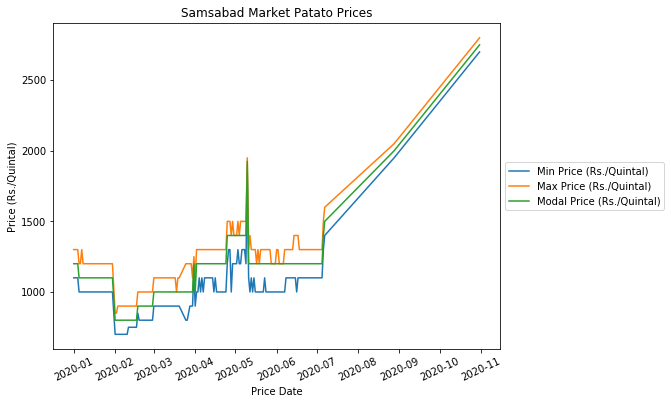 Samsabad Market Patato Prices
Price (Rs./Quintal)
2500
2000
1500
1000
2020-01
2020-02
2020-03
2020-04
2020-05
2020-06
2020-07
2020-08
2020-09
2020-10
2020-11
Price Date
Min Price (Rs./Quintal)
Max Price (Rs./Quintal)
Modal Price (Rs./Quintal)